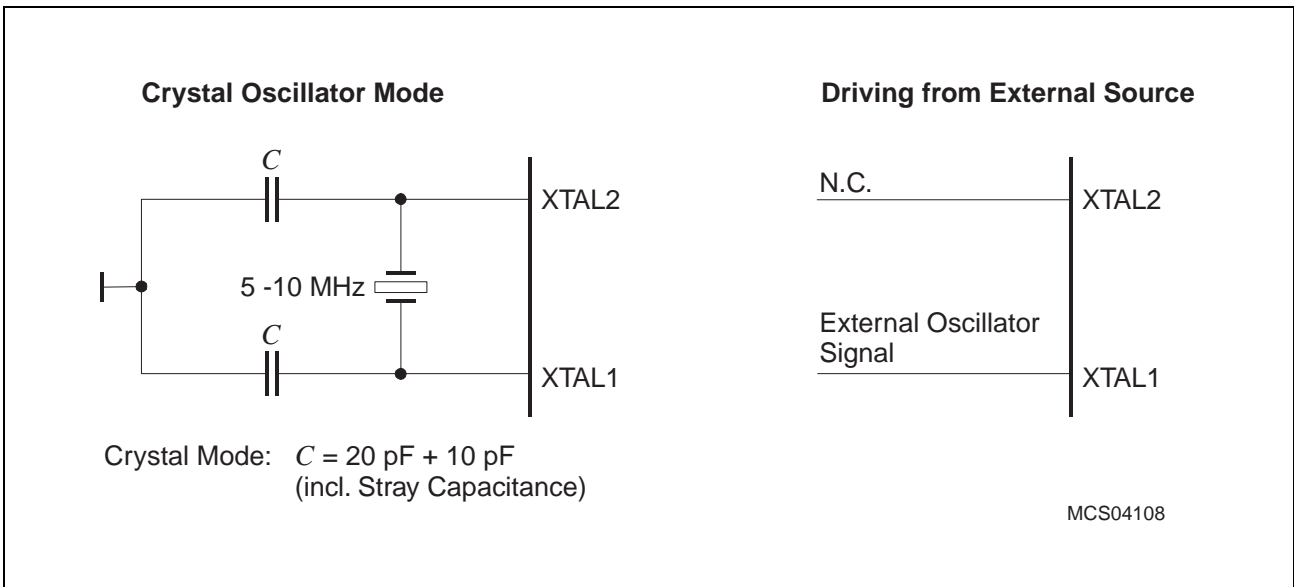 Crystal Oscillator Mode
C
XTAL2
5 -10 MHz
C
XTAL1
Crystal Mode: C = 20 pF + 10 pF
(incl. Stray Capacitance)
Driving from External Source
N.C.
XTAL2
External Oscillator
Signal
XTAL1
MCS04108